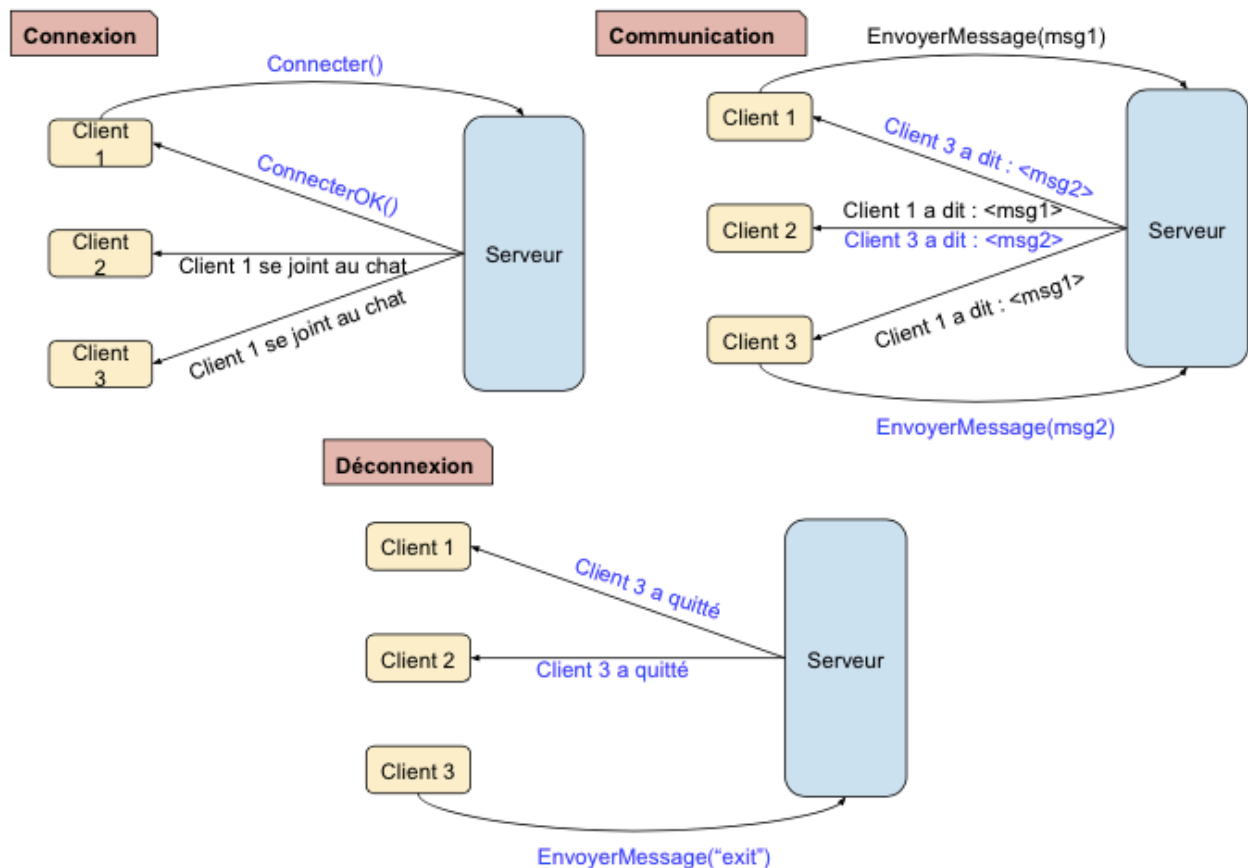 Connexion
Connecter()
Client
1
ConnecterOK()
Client
2
Client 1 se joint au chat
Client 1 se joint au chat
Client
3
Serveur
Communication
EnvoyerMessage(msg1)
Client 1
Client 3 a dit : <msg2>
Client 1 a dit : <msg1>
Client 2
Client 3 a dit : <msg2>
Client 1 a dit : <msg1>
Client 3
Serveur
EnvoyerMessage(msg2)
Déconnexion
Client 1
Client 3 a quitté
Client 2
Client 3 a quitté
Serveur
Client 3
EnvoyerMessage(“exit”)